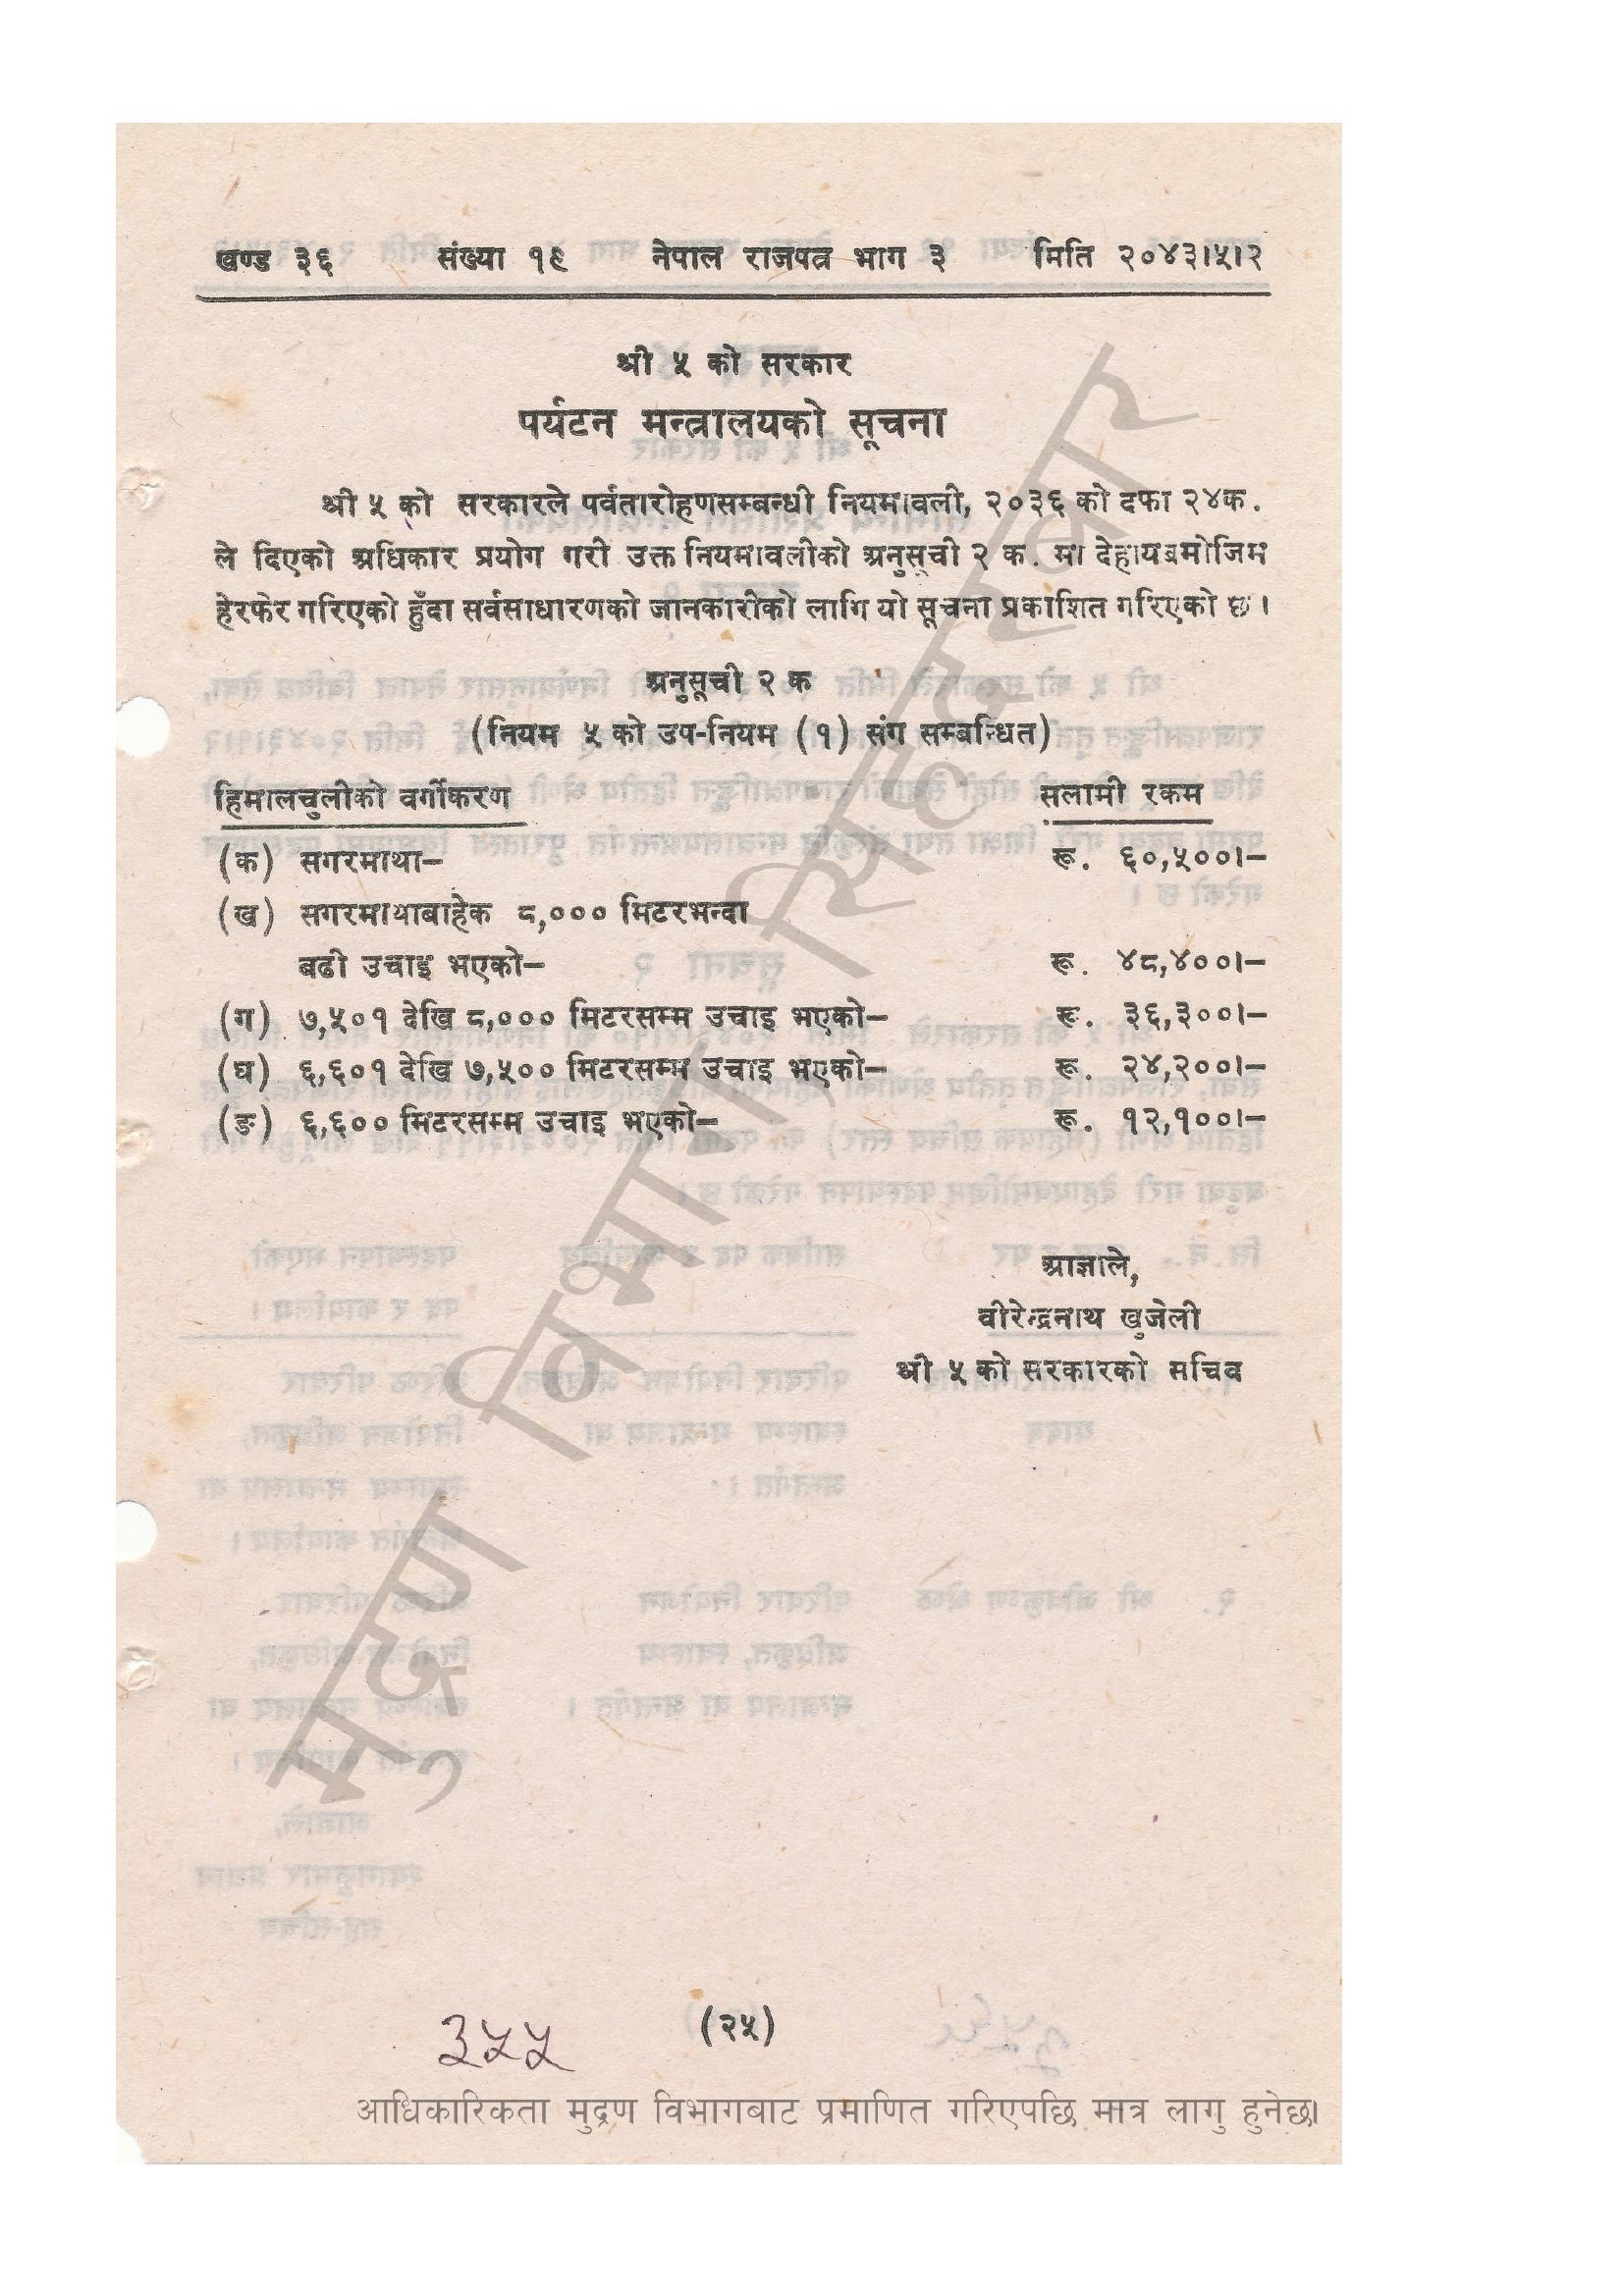 खण्ड ३६ संख्या १९ नेपाल राजपत्र भाग ३ मिति २०४३।५।२
श्री ५ को सरकार
पर्यटन मन्त्रालयको सूचना
श्री ५ को सरकारले पर्वतारोहणसम्बन्धी नियमावली, २०३६ को दफा २४क.
ले दिएको अधिकार प्रयोग गरी उक्त नियमावलीको अनुसूची २ क. मा देहायबमोजिम
हेरफेर गरिएको हुँदा सर्वसाधारणको जानकारीको लागि यो सूचना प्रकाशित गरिएको छ ।
अनुसूची २ क
(नियम ५ को उप-नियम (१) संग सम्बन्धित)
हिमालचुलीको वर्गीकरण सलामी रकम
(क) सगरमाथा– रू. ६०,५००।–
(ख) सगरमाथाबाहेक ८,००० मिटरभन्दा
बढी उचाइ भएको– रू. ४८,४००।–
(ग) ७,५०१ देखि ८,००० मिटरसम्म उचाइ भएको– रू. ३६,३००।–
(घ) ६,६०१ देखि ७,५०० मिटरसम्म उचाइ भएको– रू. २४,२००।–
(ङ) ६,६०० मिटरसम्म उचाइ भएको– रू. १२,१००।–
आज्ञाले,
वीरेन्द्रनाथ खुजेली
श्री ५ को सरकारको सचिव
मुद्रण विभाग, सिंहदरबार
(२५)
३५५
आधिकारिकता मुद्रण विभागबाट प्रमाणित गरिएपछि मात्र लागु हुनेछ।